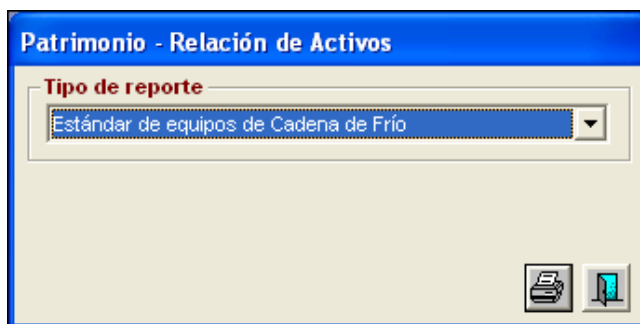 Patrimonio - Relación de Activos
Tipo de reporte
Estándar de equipos de Cadena de Frío